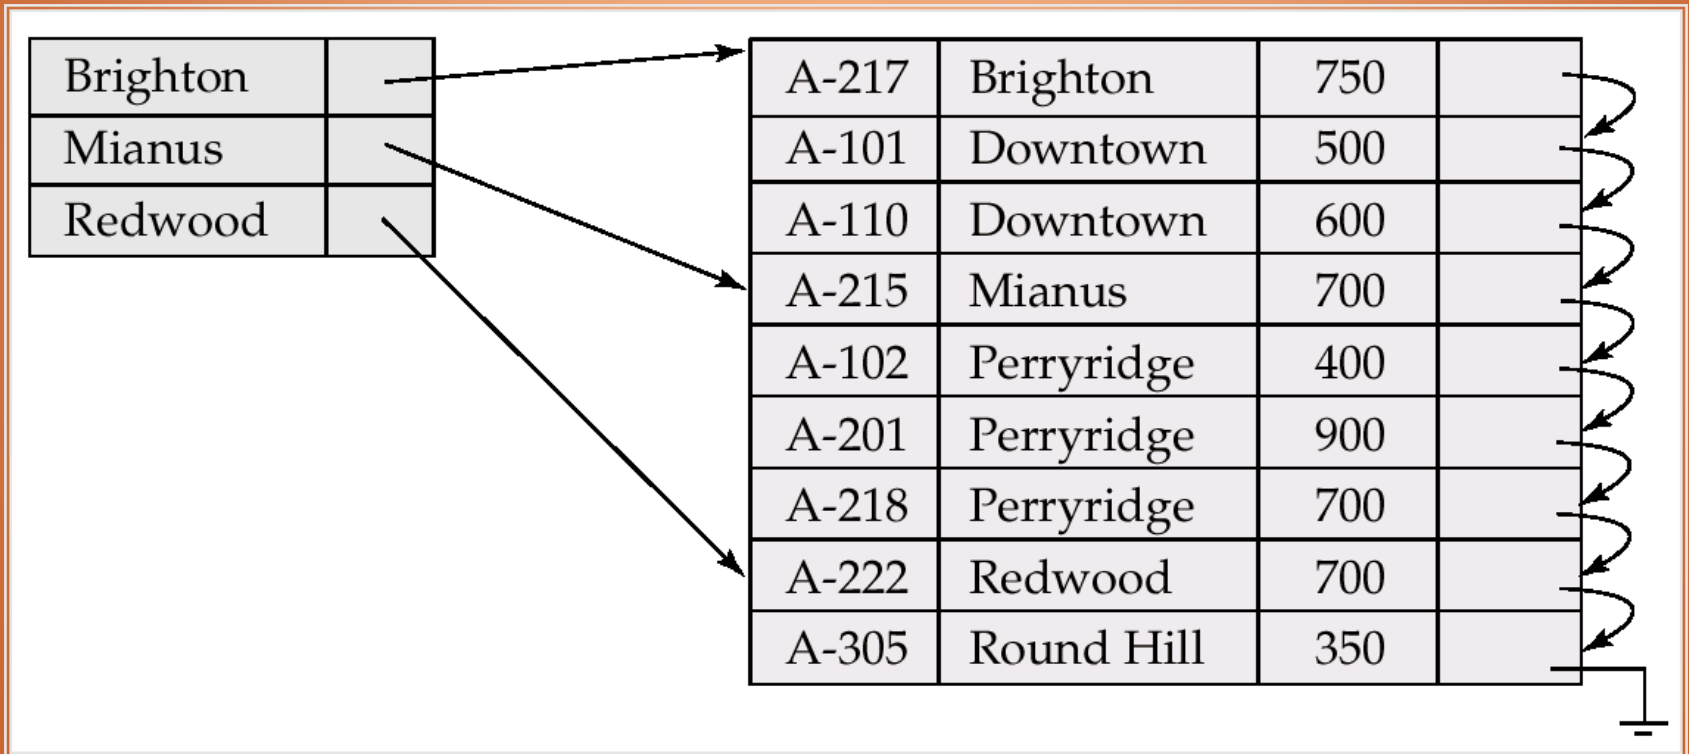 Brighton
Mianus
Redwood
A-217 Brighton 750
A-101 Downtown 500
A-110 Downtown 600
A-215 Mianus 700
A-102 Perryridge 400
A-201 Perryridge 900
A-218 Perryridge 700
A-222 Redwood 700
A-305 Round Hill 350